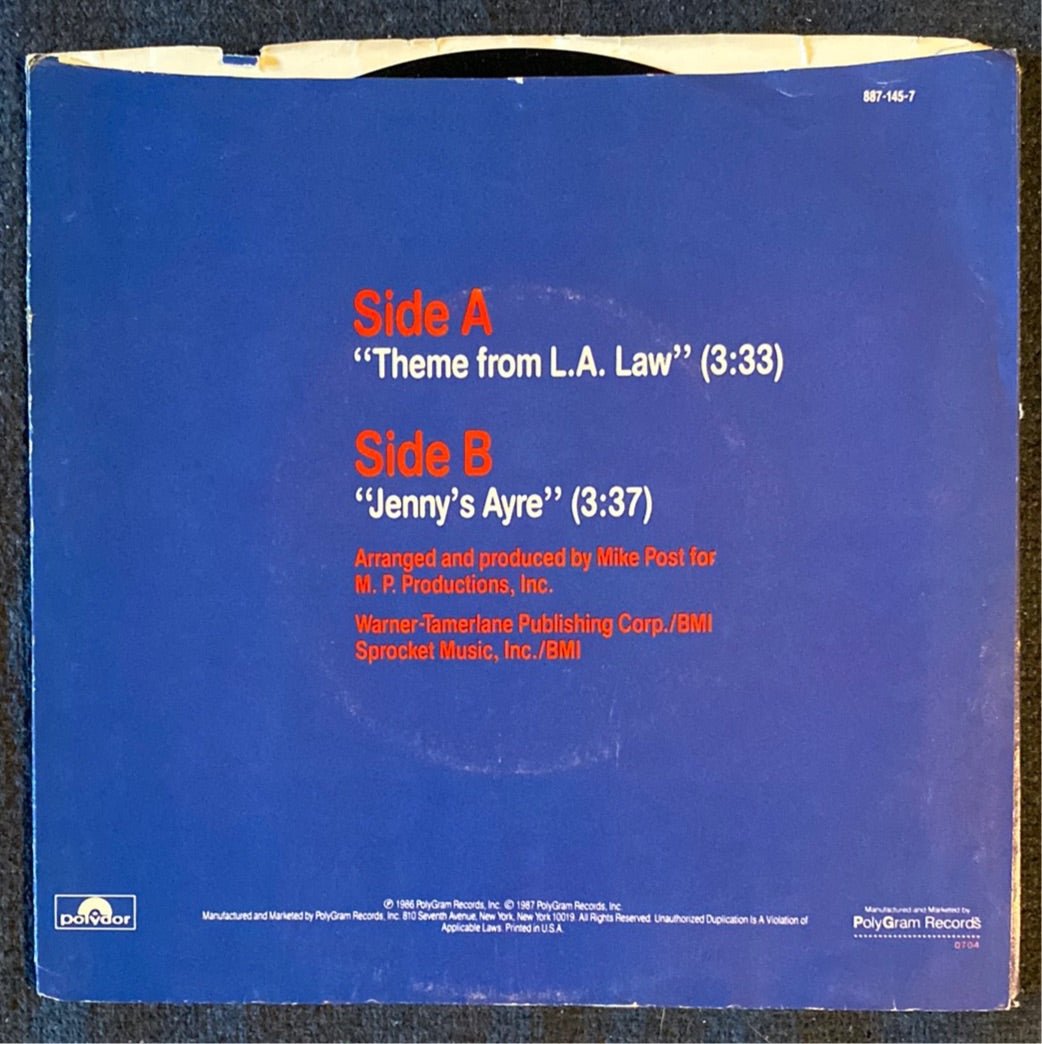 887-145-7
Side A
“Theme from L.A. Law” (3:33)
Side B
“Jenny’s Ayre” (3:37)
Arranged and produced by Mike Post for
M. P. Productions, Inc.
Warner-Tamerlane Publishing Corp./BMI
Sprocket Music, Inc./BMI
polydor
℗ 1986 PolyGram Records, Inc. © 1987 PolyGram Records, Inc.
Manufactured and Marketed by PolyGram Records, Inc. 810 Seventh Avenue, New York, New York 10019. All Rights Reserved. Unauthorized Duplication Is A Violation of
Applicable Laws. Printed in U.S.A.
Manufactured and Marketed by
PolyGram Records
0704